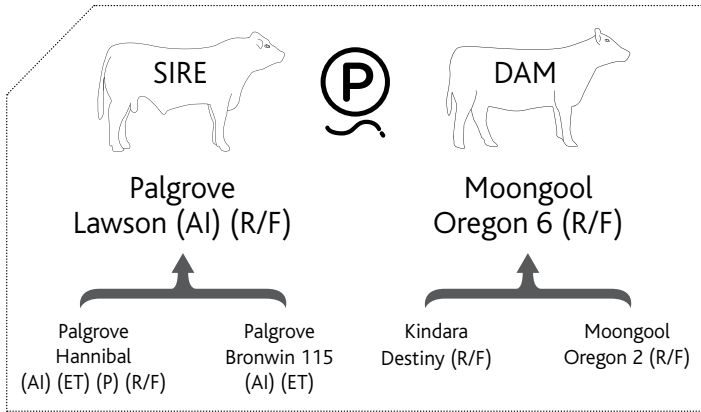 SIRE
P
DAM
Palgrove
Lawson (AI) (R/F)
Moongool
Oregon 6 (R/F)
Palgrove
Hannibal
(AI) (ET) (P) (R/F)
Palgrove
Bronwin 115
(AI) (ET)
Kindara
Destiny (R/F)
Moongool
Oregon 2 (R/F)